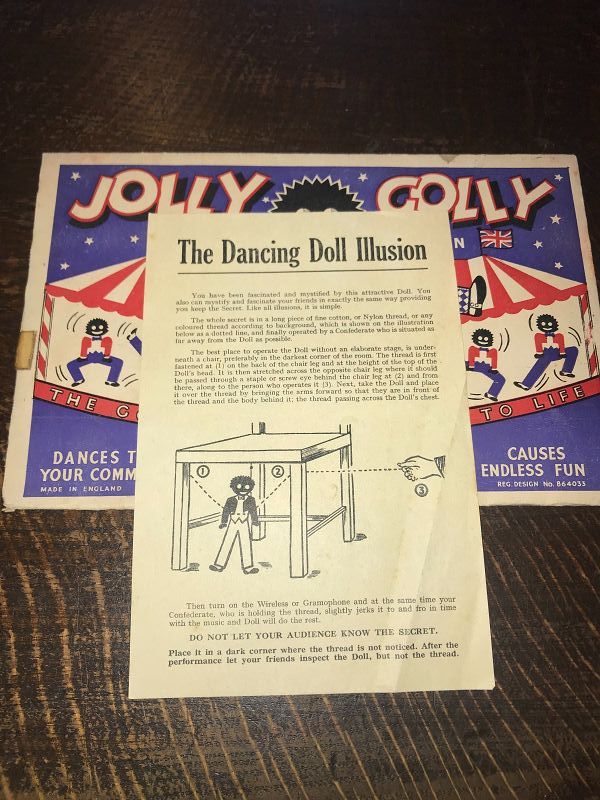 JOLLY GOLLY
N
The Dancing Doll Illusion
You have been fascinated and mystified by this attractive Doll. You
also can mystify and fascinate your friends in exactly the same way providing
you keep the Secret. Like all illusions, it is simple.
The whole secret is in a long piece of fine cotton, or Nylon thread, or any
coloured thread according to background, which is shown on the illustration
below as a dotted line, and finally operated by a Confederate who is situated as
far away from the Doll as possible.
The best place to operate the Doll without an elaborate stage, is under-
neath a chair, preferably in the darkest corner of the room. The thread is first
fastened at (1) on the back of the chair leg and at the height of the top of the
Doll's head. It is then stretched across the opposite chair leg where it should
be passed through a staple or screw eye behind the chair leg at (2) and from
there, along to the person who operates it (3). Next, take the Doll and place
it over the thread by bringing the arms forward so that they are in front of
the thread and the body behind it; the thread passing across the Doll's chest.
1 2
3
Then turn on the Wireless or Gramophone and at the same time your
Confederate, who is holding the thread, slightly jerks it to and fro in time
with the music and Doll will do the rest.
DO NOT LET YOUR AUDIENCE KNOW THE SECRET.
Place it in a dark corner where the thread is not noticed. After the
performance let your friends inspect the Doll, but not the thread.
THE G
TO LIFE
DANCES T
YOUR COMM
MADE IN ENGLAND
CAUSES
ENDLESS FUN
REG. DESIGN No. 864033